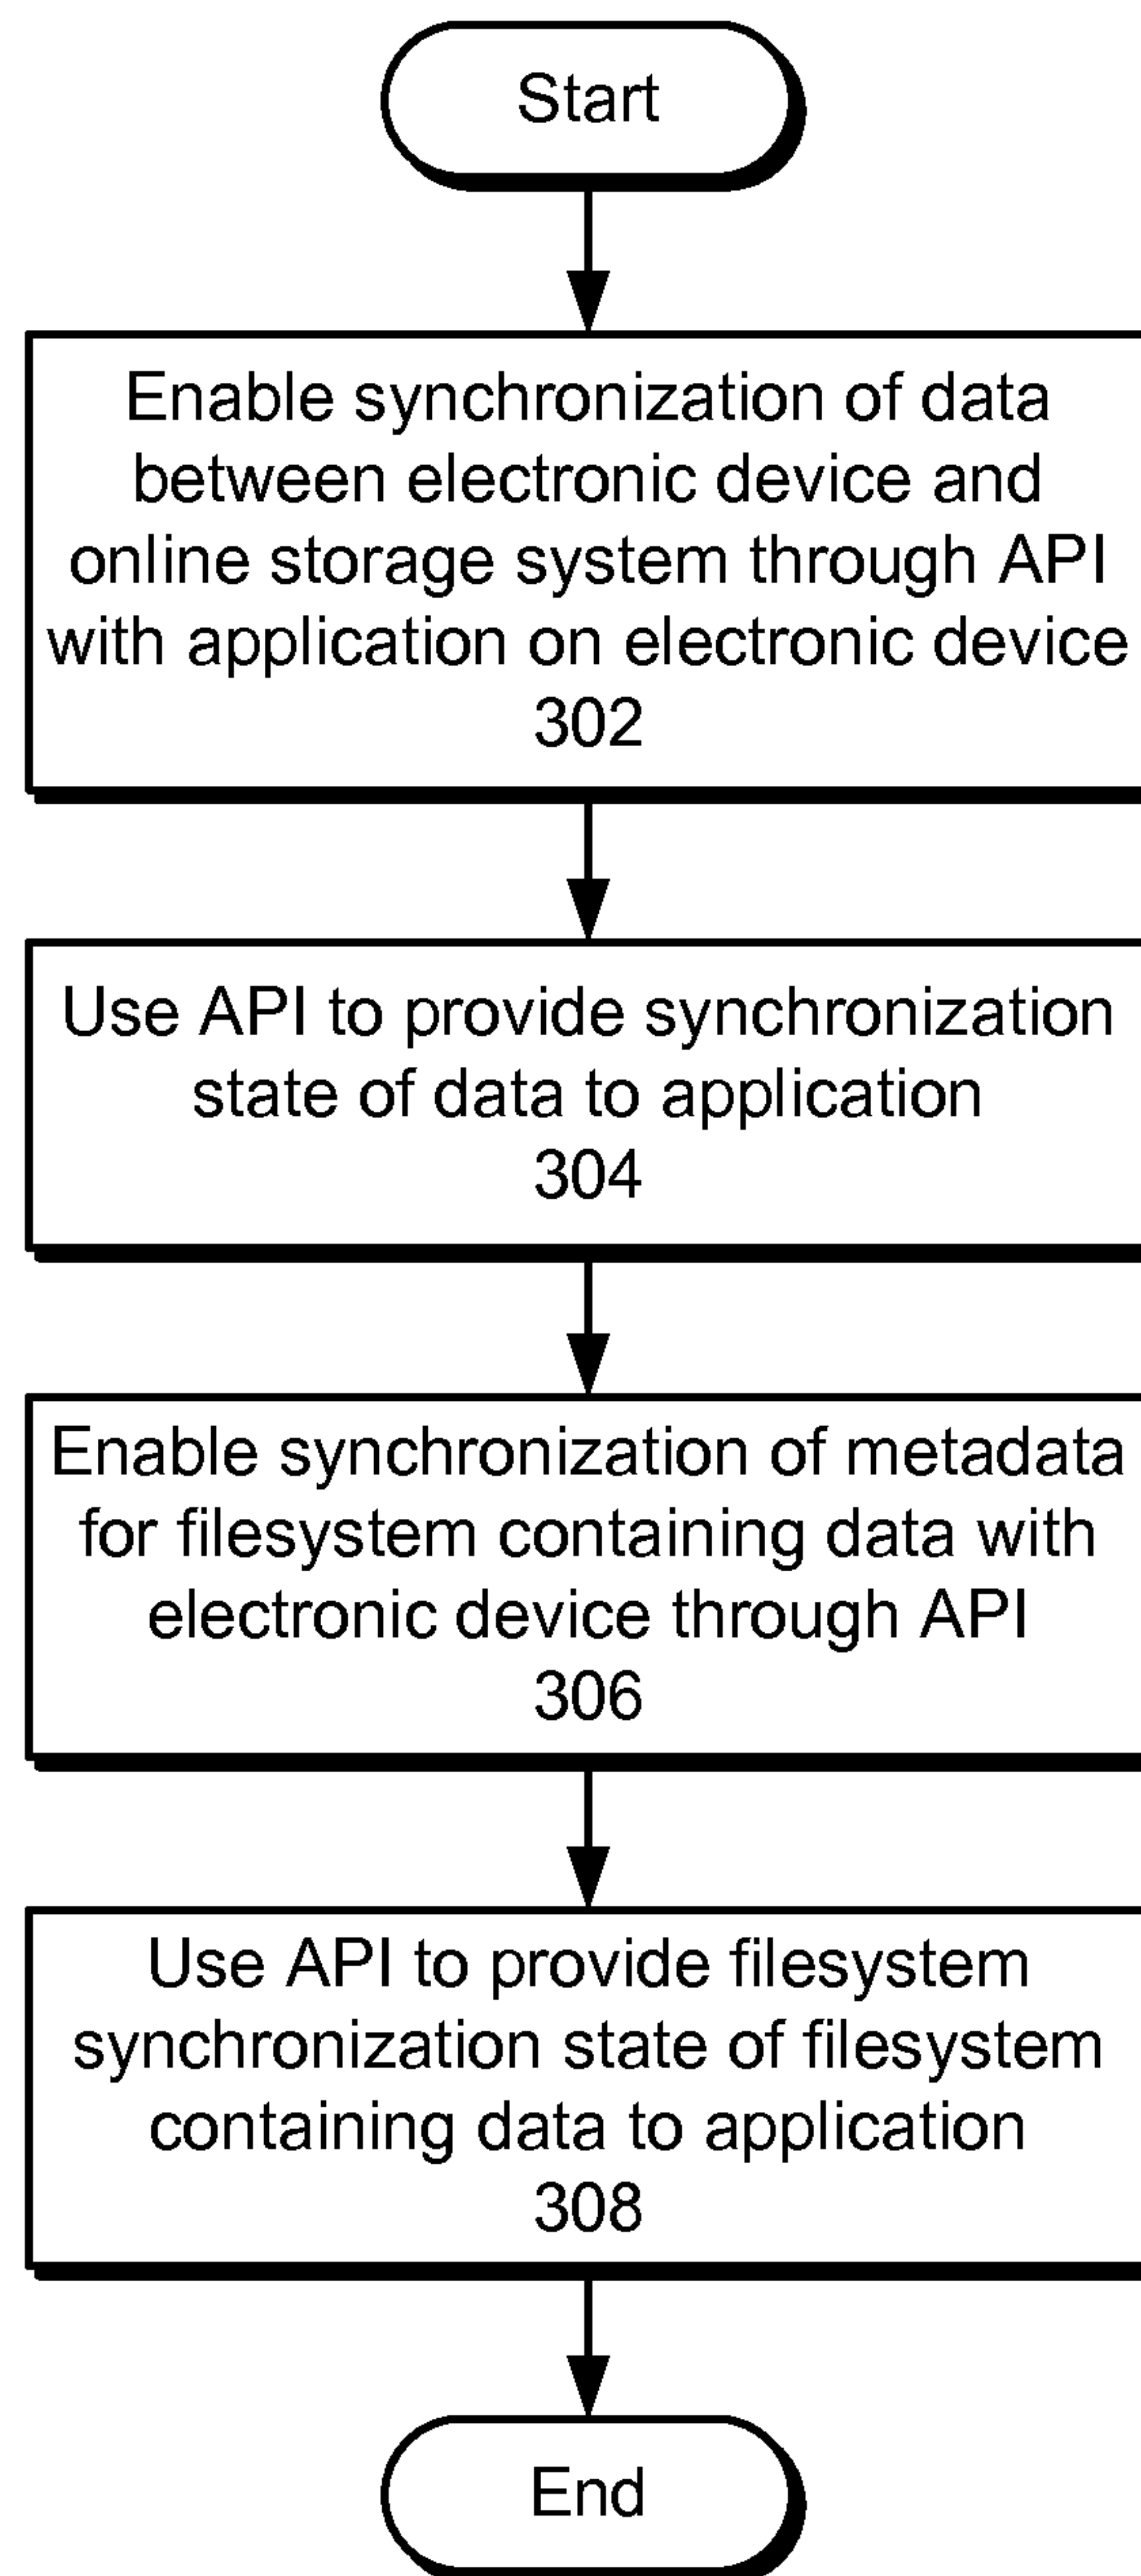 Start
Enable synchronization of data
between electronic device and
online storage system through API
with application on electronic device
302
Use API to provide synchronization
state of data to application
304
Enable synchronization of metadata
for filesystem containing data with
electronic device through API
306
Use API to provide filesystem
synchronization state of filesystem
containing data to application
308
End